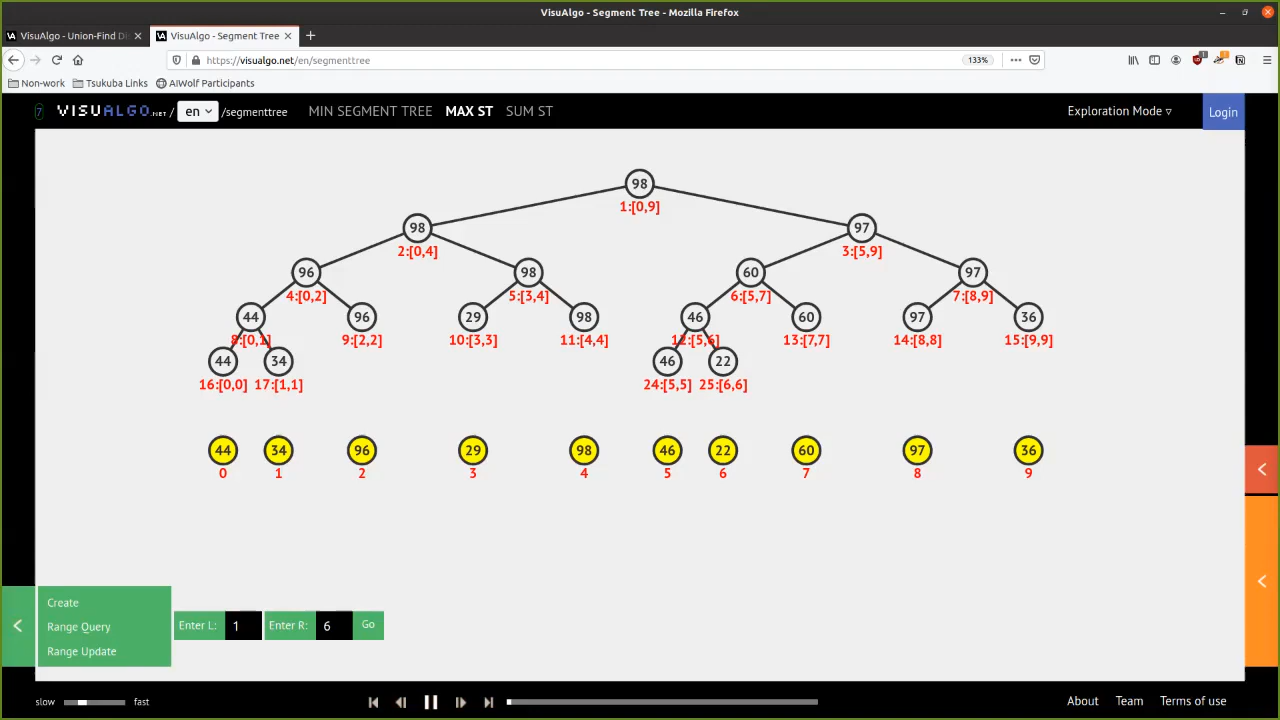 VisuAlgo - Segment Tree - Mozilla Firefox
VisuAlgo - Union-Find Di
VisuAlgo - Segment Tree
https://visualgo.net/en/segmenttree
133%
Non-work
Tsukuba Links
AIWolf Participants
7
VISUALGO.NET/
en
/segmenttree
MIN SEGMENT TREE
MAX ST
SUM ST
Exploration Mode ▿
Login
98
1:[0,9]
98
97
2:[0,4]
3:[5,9]
96
98
60
97
4:[0,2]
5:[3,4]
6:[5,7]
7:[8,9]
44
96
29
98
46
60
97
36
8:[0,1]
9:[2,2]
10:[3,3]
11:[4,4]
12:[5,6]
13:[7,7]
14:[8,8]
15:[9,9]
44
34
46
22
16:[0,0]
17:[1,1]
24:[5,5]
25:[6,6]
44
34
96
29
98
46
22
60
97
36
0
1
2
3
4
5
6
7
8
9
Create
Range Query
Range Update
Enter L:
1
Enter R:
6
Go
slow
fast
About
Team
Terms of use